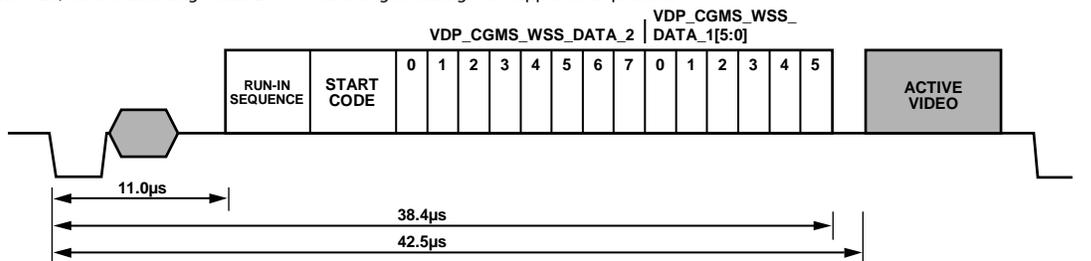 VDP_CGMS_WSS_DATA_2
VDP_CGMS_WSS_
DATA_1[5:0]
RUN-IN
SEQUENCE
START
CODE
0 1 2 3 4 5 6 7 0 1 2 3 4 5
ACTIVE
VIDEO
11.0µs
38.4µs
42.5µs